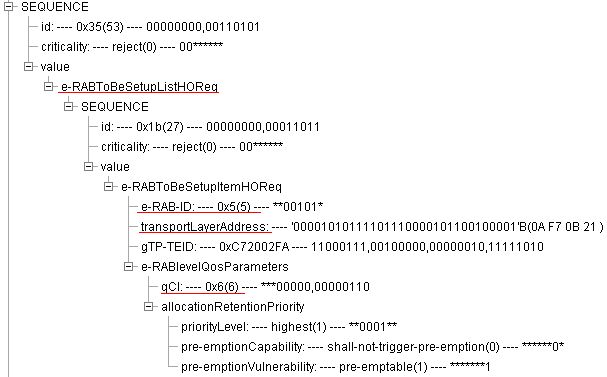 SEQUENCE
id: ---- 0x35(53) ---- 00000000,00110101
criticality: ---- reject(0) ---- 00******
value
e-RABToBeSetupListHOReq
SEQUENCE
id: ---- 0x1b(27) ---- 00000000,00011011
criticality: ---- reject(0) ---- 00******
value
e-RABToBeSetupItemHOReq
e-RAB-ID: ---- 0x5(5) ---- **00101*
transportLayerAddress: ---- '00001010111101110000101100100001'B(0A F7 0B 21 )
gTP-TEID: ---- 0xC72002FA ---- 11000111,00100000,00000010,11111010
e-RABlevelQosParameters
qCI: ---- 0x6(6) ---- ***00000,00000110
allocationRetentionPriority
priorityLevel: ---- highest(1) ---- **0001**
pre-emptionCapability: ---- shall-not-trigger-pre-emption(0) ---- ******0*
pre-emptionVulnerability: ---- pre-emptable(1) ---- *******1